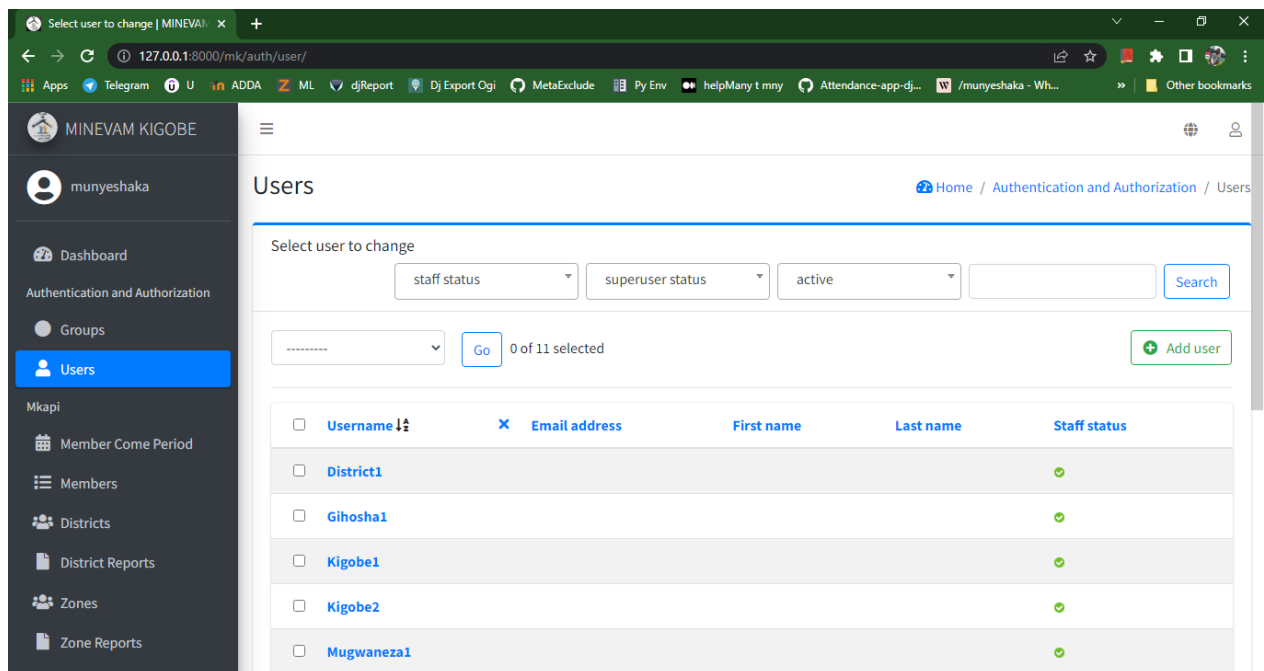 Select user to change | MINEVAN
127.0.0.1:8000/mk/auth/user/
Apps Telegram U ADDA ML djReport Dj Export Ogi MetaExclude Py Env helpMany t mny Attendance-app-dj... /munyeshaka - Wh... » Other bookmarks
MINEVAM KIGOBE
munyeshaka
Dashboard
Authentication and Authorization
Groups
Users
Mkapi
Member Come Period
Members
Districts
District Reports
Zones
Zone Reports
Users
Home / Authentication and Authorization / Users
Select user to change
staff status superuser status active Search
--------- Go 0 of 11 selected Add user
Username Email address First name Last name Staff status
District1
Gihosha1
Kigobe1
Kigobe2
Mugwaneza1